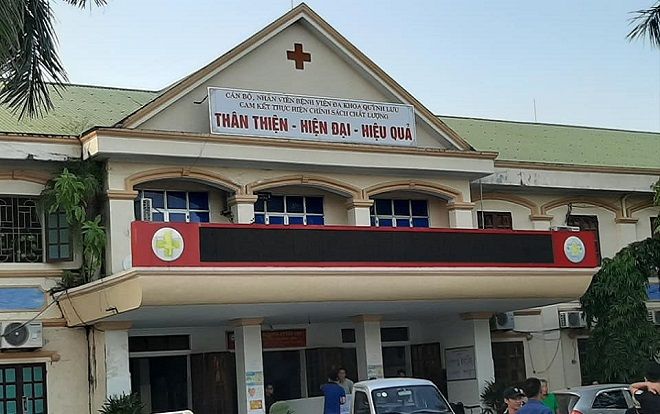 CÁN BỘ, NHÂN VIÊN BỆNH VIỆN ĐA KHOA QUỲNH LƯU
CAM KẾT THỰC HIỆN CHÍNH SÁCH CHẤT LƯỢNG
THÂN THIỆN - HIỆN ĐẠI - HIỆU QUẢ